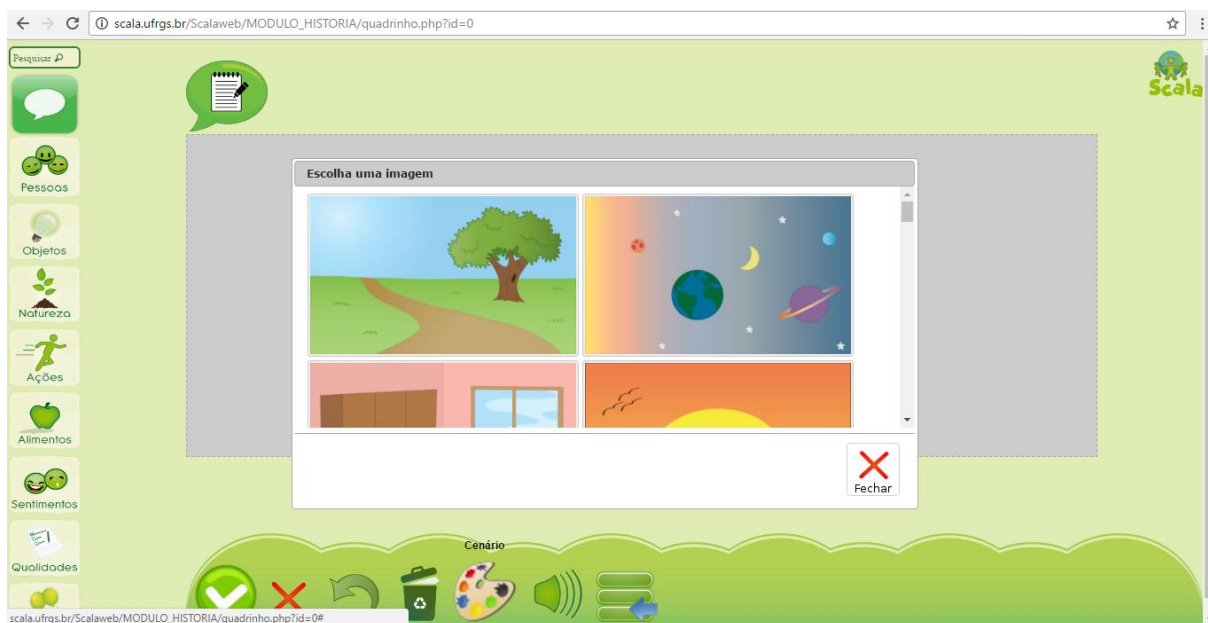 scala.ufrgs.br/Scalaweb/MODULO_HISTORIA/quadrinho.php?id=0
Pesquisar
Scala
Pessoas
Objetos
Natureza
Ações
Alimentos
Sentimentos
Qualidades
Escolha uma imagem
Fechar
Cenário
scala.ufrgs.br/Scalaweb/MODULO_HISTORIA/quadrinho.php?id=0#